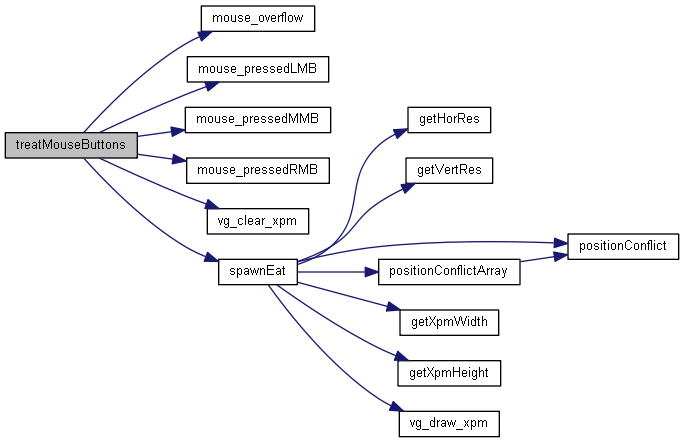 treatMouseButtons
mouse_overflow
mouse_pressedLMB
mouse_pressedMMB
mouse_pressedRMB
vg_clear_xpm
spawnEat
getHorRes
getVertRes
positionConflict
positionConflictArray
getXpmWidth
getXpmHeight
vg_draw_xpm